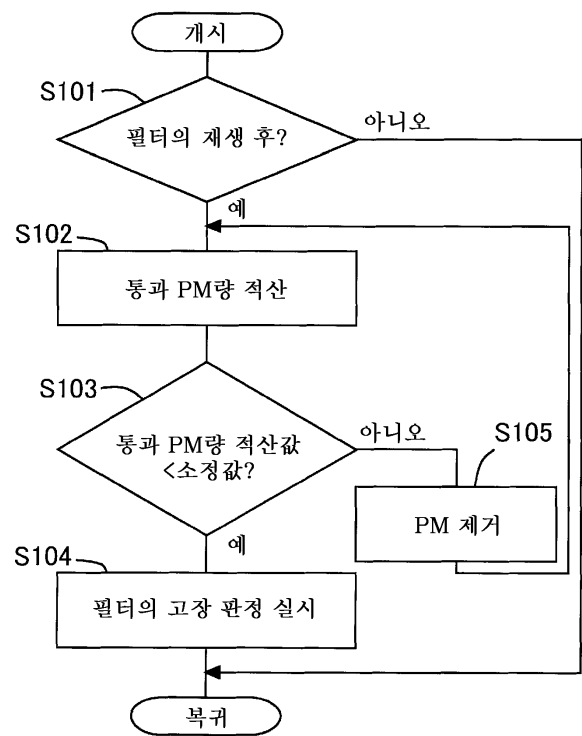 개시
S101
필터의 재생 후?
아니오
예
S102
통과 PM량 적산
S103
통과 PM량 적산값
<소정값?
아니오
S105
PM 제거
예
S104
필터의 고장 판정 실시
복귀